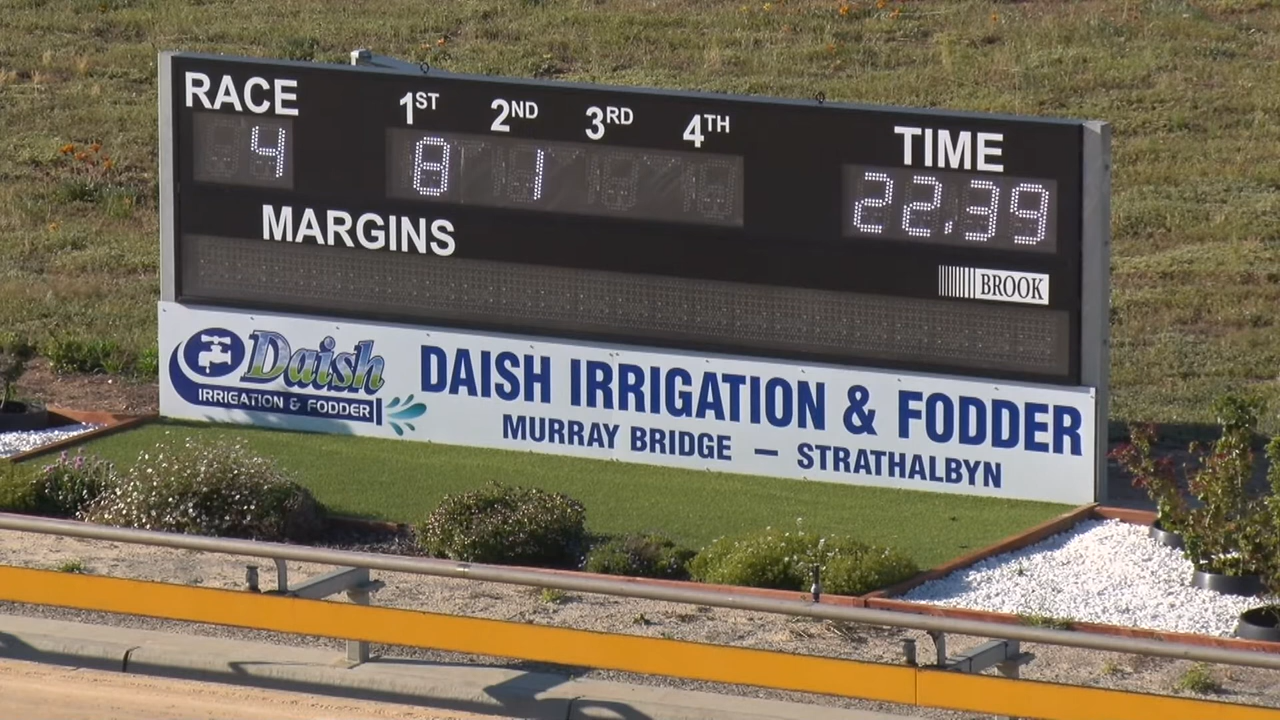 RACE 1ST 2ND 3RD 4TH TIME
4 8 1 22.39
MARGINS
BROOK
Daish
IRRIGATION & FODDER
DAISH IRRIGATION & FODDER
MURRAY BRIDGE — STRATHALBYN